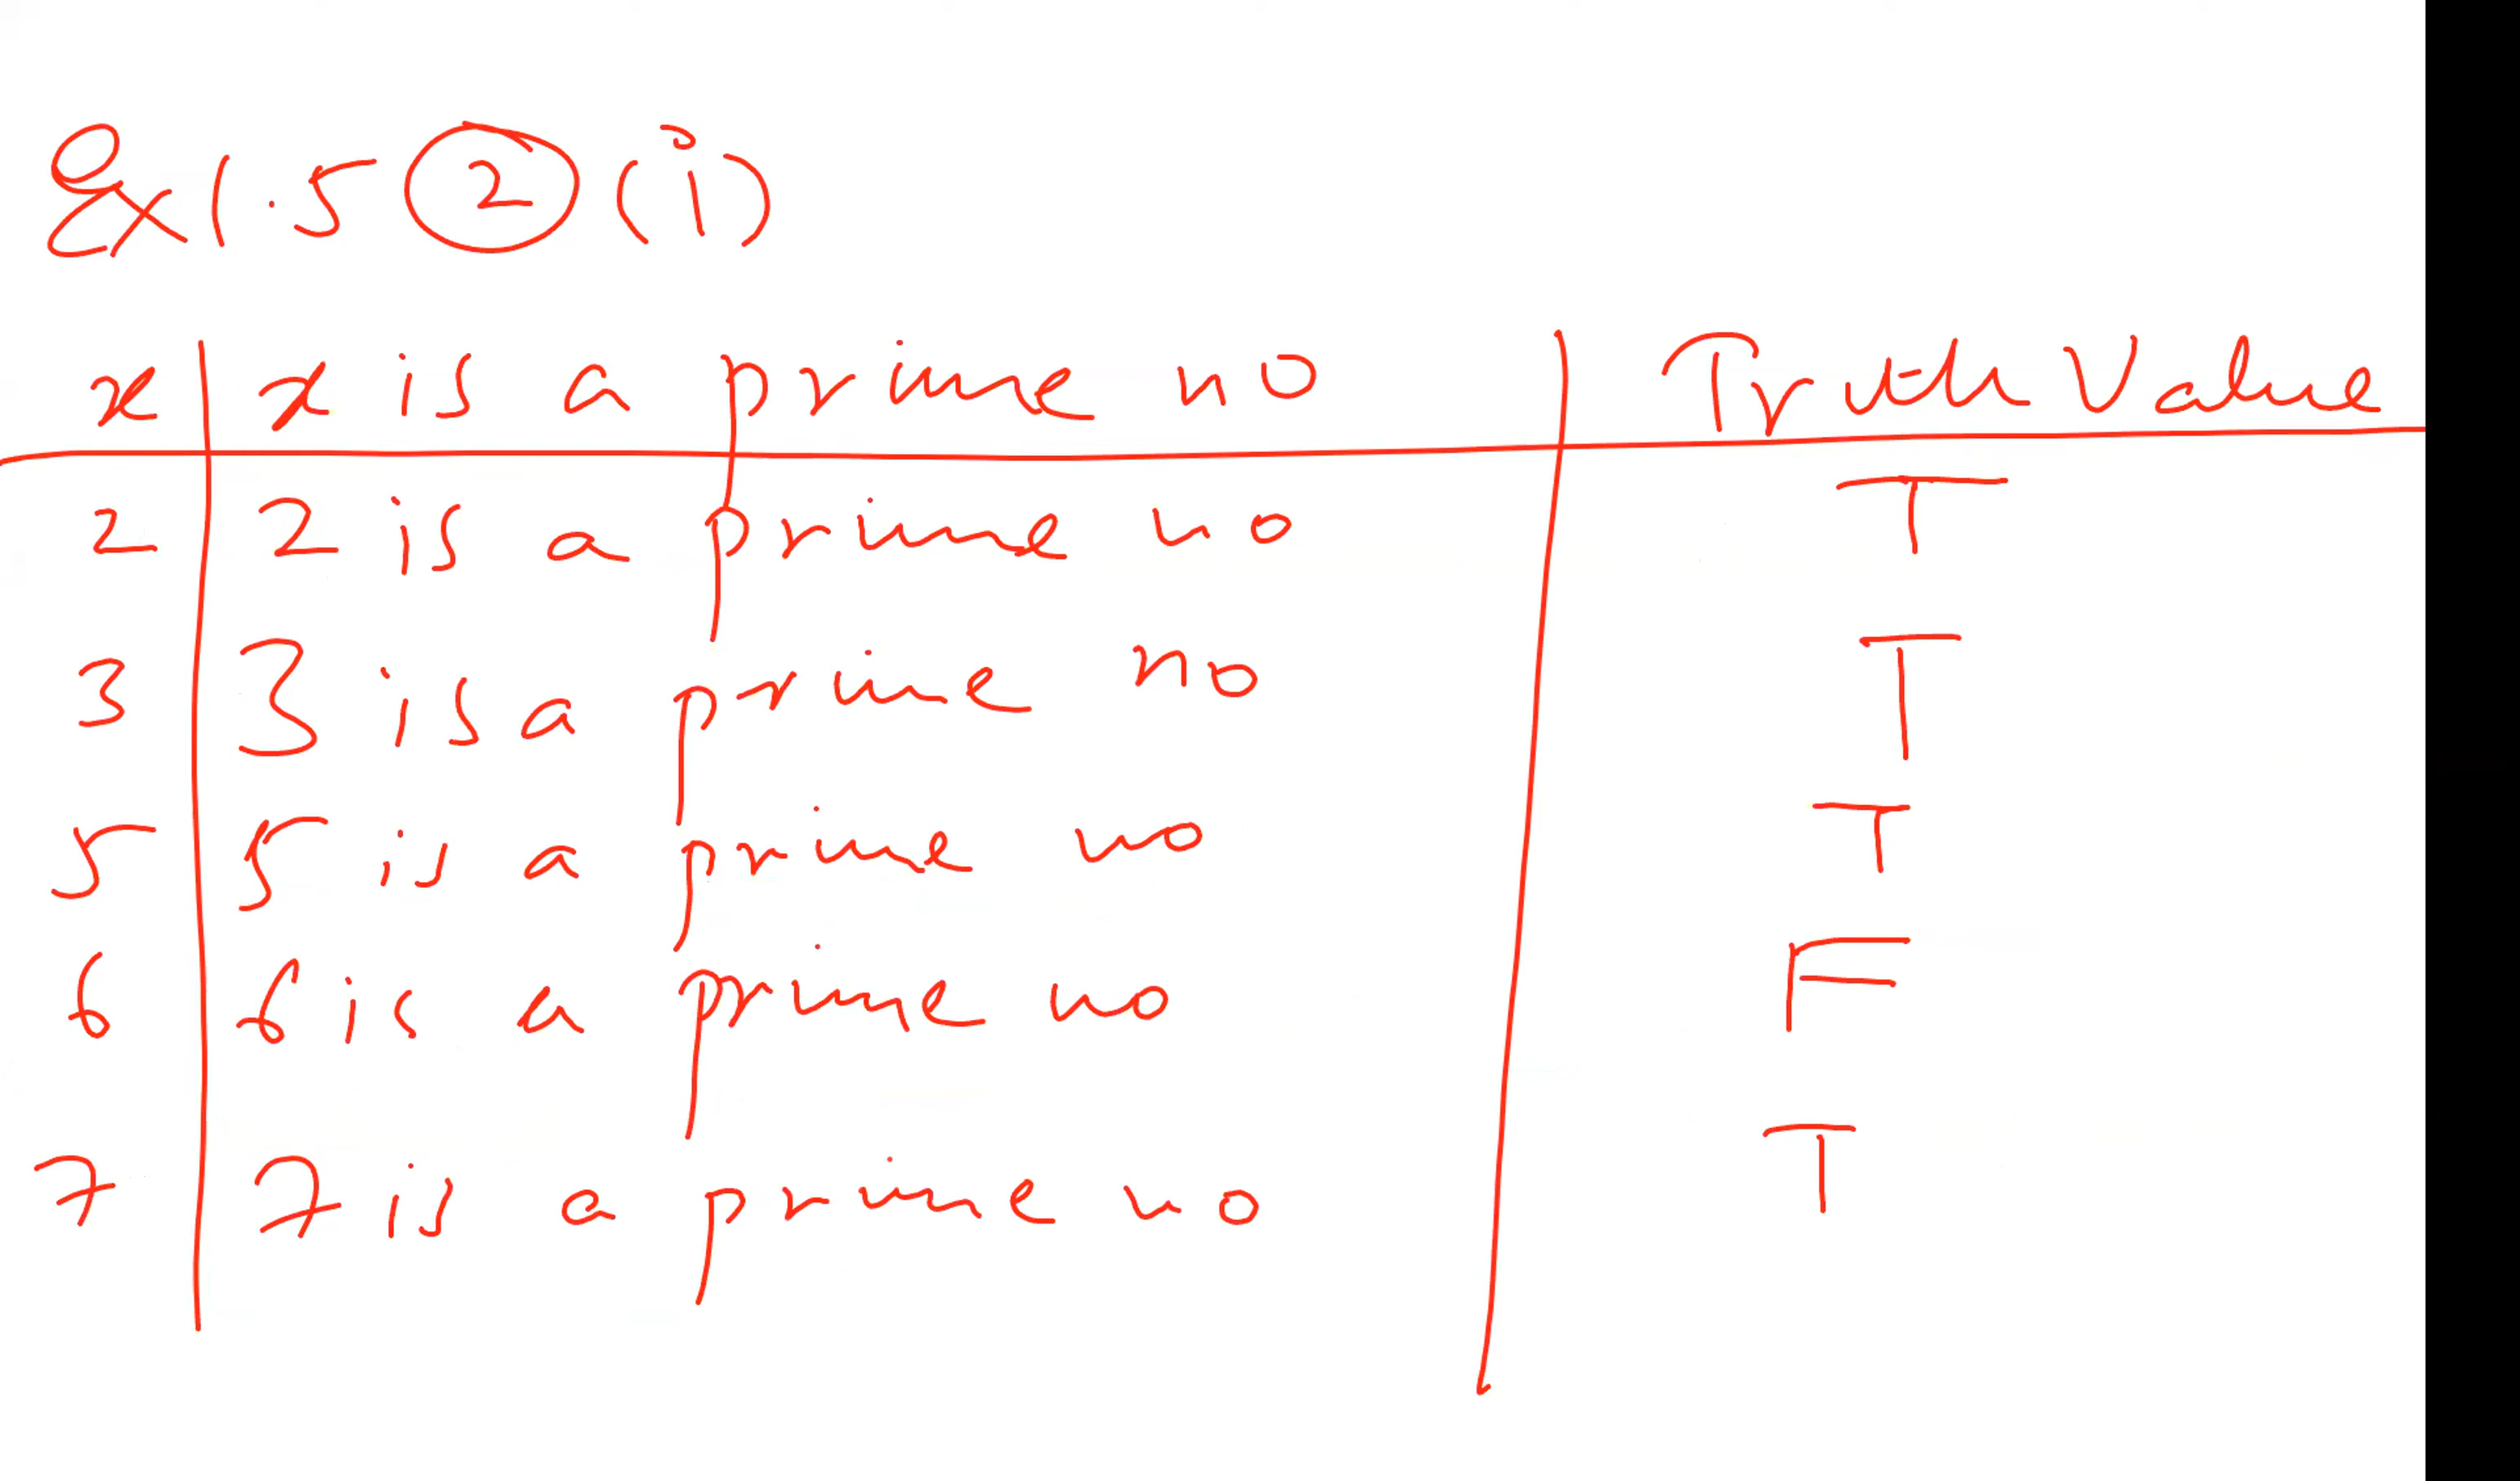 Ex 1.5 2 (i)
x x is a prime no Truth Value
2 2 is a prime no T
3 3 is a prime no T
5 5 is a prime no T
6 6 is a prime no F
7 7 is a prime no T